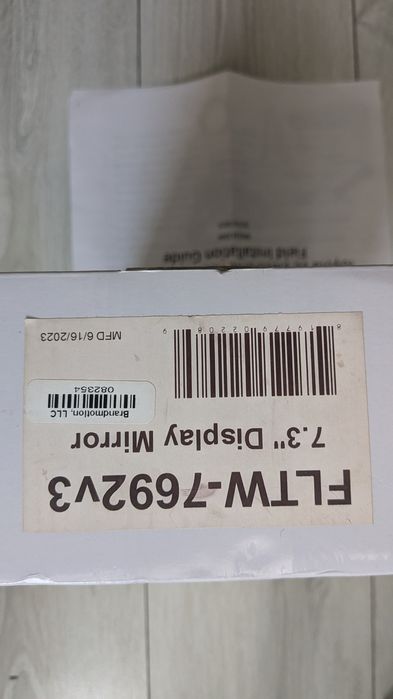 FLTW-7692v3
7.3" Display Mirror
Brandmotion, LLC
082354
MFD 6/16/2023
Field Installation Guide